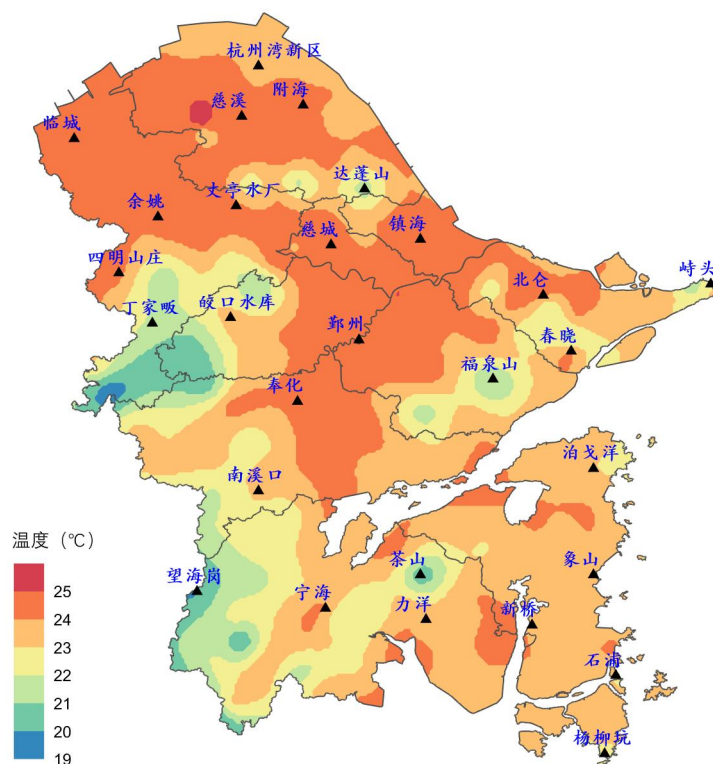 杭州湾新区
慈溪
附海
临城
达蓬山
丈亭水厂
余姚
慈城
镇海
四明山庄
峙头
北仑
丁家畈
皎口水库
鄞州
春晓
福泉山
奉化
泊戈洋
南溪口
温度（℃）
望海岗
茶山
象山
宁海
力洋
新桥
石浦
杨柳坑
25
24
23
22
21
20
19